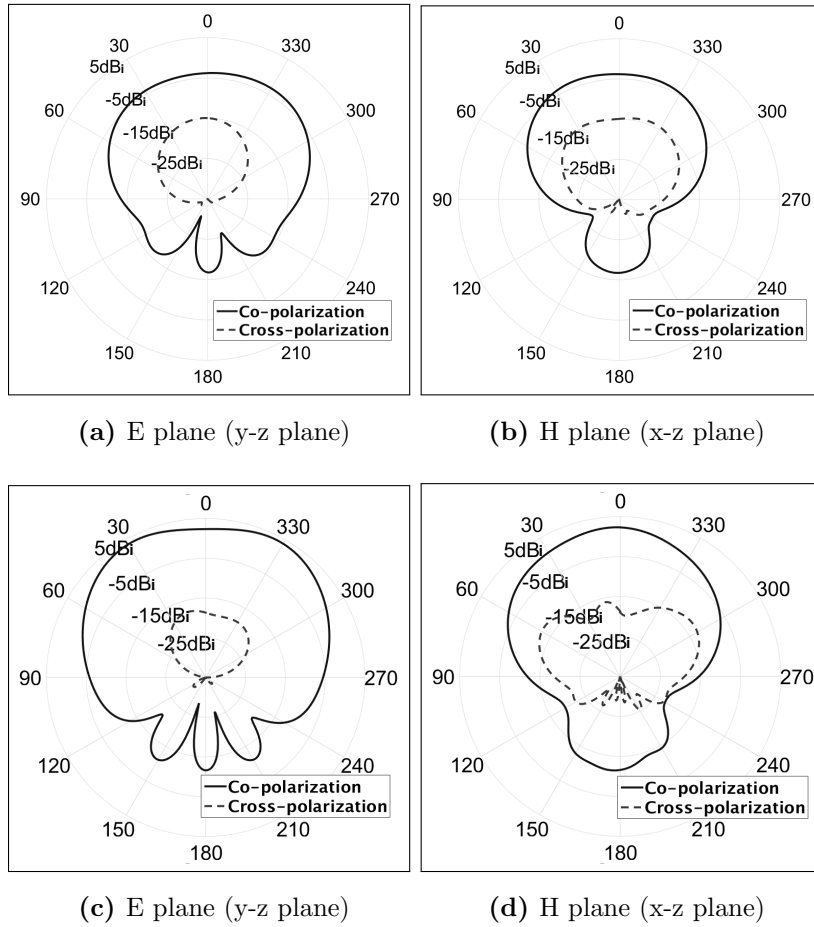 0
30 330
5dBi
60 -5dBi 300
-15dBi
-25dBi
90 270
120 240
Co-polarization
Cross-polarization
150 210
180
(a) E plane (y-z plane)
0
30 330
5dBi
60 -5dBi 300
-15dBi
-25dBi
90 270
120 240
Co-polarization
Cross-polarization
150 210
180
(b) H plane (x-z plane)
0
30 330
5dBi
60 -5dBi 300
-15dBi
-25dBi
90 270
120 240
Co-polarization
Cross-polarization
150 210
180
(c) E plane (y-z plane)
0
30 330
5dBi
60 -5dBi 300
-15dBi
-25dBi
90 270
120 240
Co-polarization
Cross-polarization
150 210
180
(d) H plane (x-z plane)